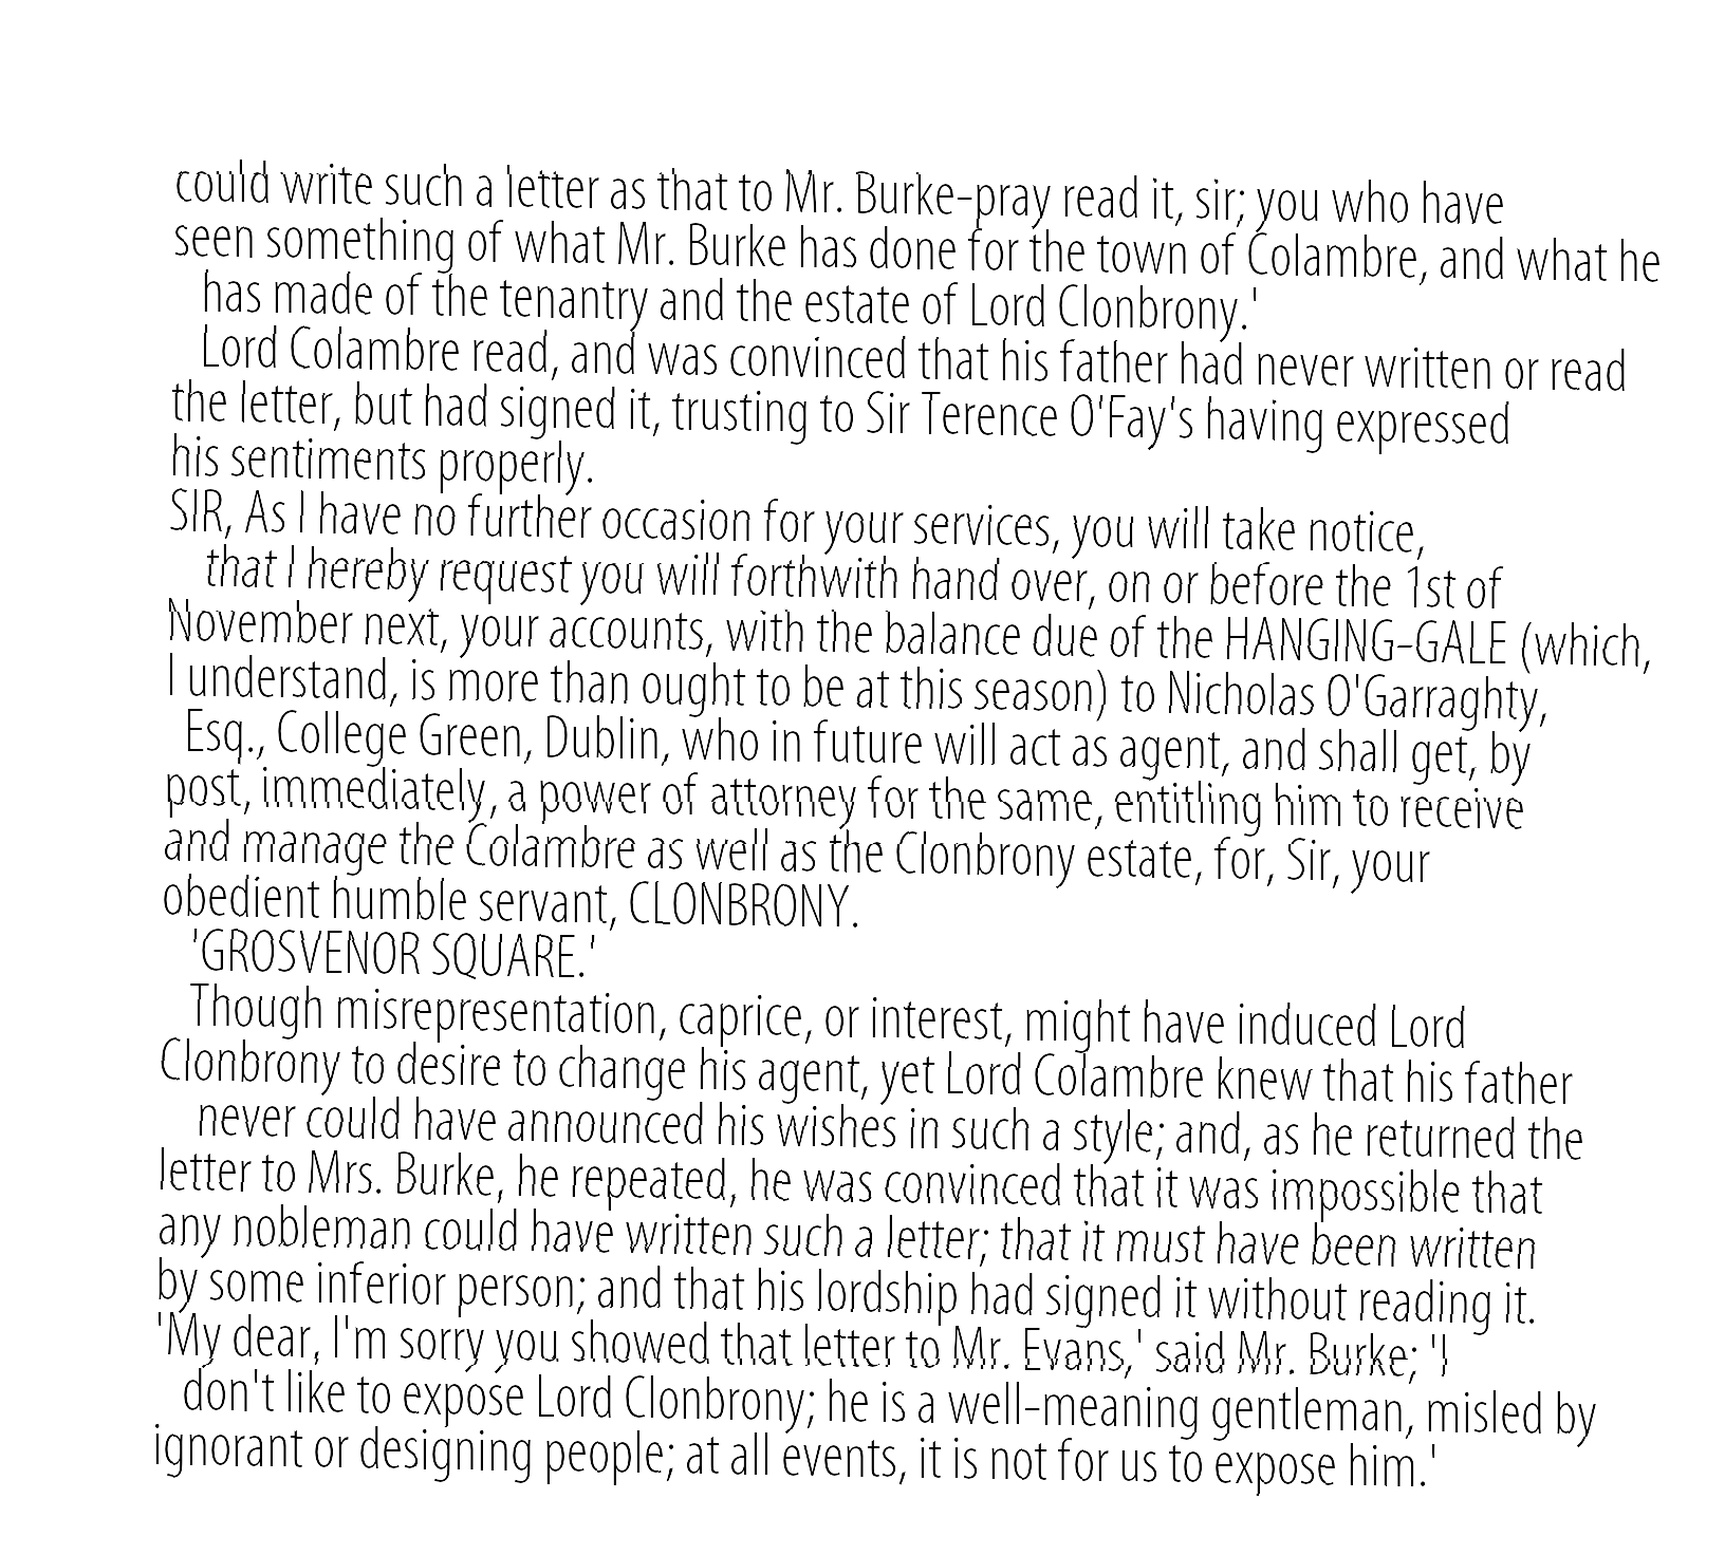 could write such a letter as that to Mr. Burke-pray read it, sir; you who have
seen something of what Mr. Burke has done for the town of Colambre, and what he
has made of the tenantry and the estate of Lord Clonbrony.'
Lord Colambre read, and was convinced that his father had never written or read
the letter, but had signed it, trusting to Sir Terence O'Fay's having expressed
his sentiments properly.
SIR, As I have no further occasion for your services, you will take notice,
that I hereby request you will forthwith hand over, on or before the 1st of
November next, your accounts, with the balance due of the HANGING-GALE (which,
I understand, is more than ought to be at this season) to Nicholas O'Garraghty,
Esq., College Green, Dublin, who in future will act as agent, and shall get, by
post, immediately, a power of attorney for the same, entitling him to receive
and manage the Colambre as well as the Clonbrony estate, for, Sir, your
obedient humble servant, CLONBRONY.
'GROSVENOR SQUARE.'
Though misrepresentation, caprice, or interest, might have induced Lord
Clonbrony to desire to change his agent, yet Lord Colambre knew that his father
never could have announced his wishes in such a style; and, as he returned the
letter to Mrs. Burke, he repeated, he was convinced that it was impossible that
any nobleman could have written such a letter; that it must have been written
by some inferior person; and that his lordship had signed it without reading it.
'My dear, I'm sorry you showed that letter to Mr. Evans,' said Mr. Burke; 'I
don't like to expose Lord Clonbrony; he is a well-meaning gentleman, misled by
ignorant or designing people; at all events, it is not for us to expose him.'